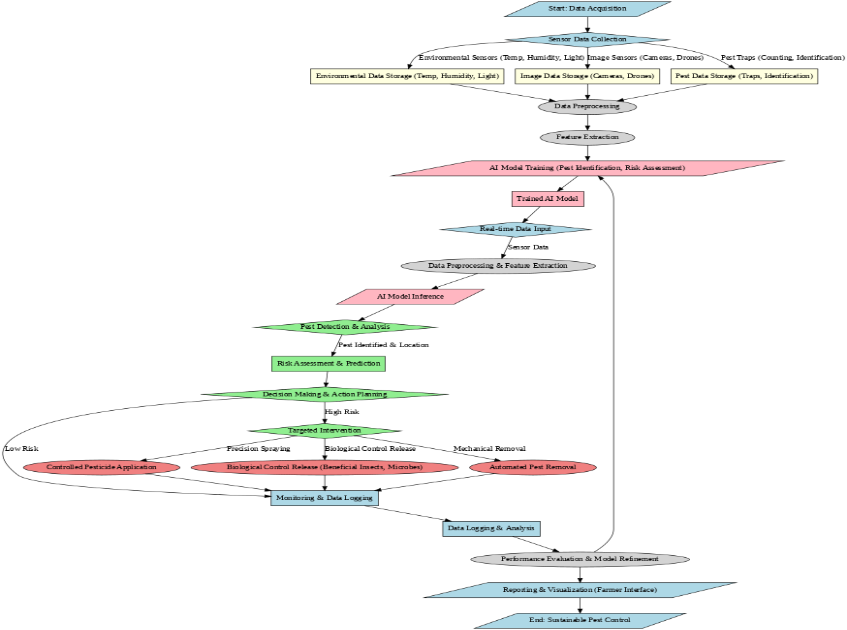 Start: Data Acquisition
Sensor Data Collection
Environmental Sensors (Temp, Humidity, Light)
Image Sensors (Cameras, Drones)
Pest Traps (Counting, Identification)
Environmental Data Storage (Temp, Humidity, Light)
Image Data Storage (Cameras, Drones)
Pest Data Storage (Traps, Identification)
Data Preprocessing
Feature Extraction
AI Model Training (Pest Identification, Risk Assessment)
Trained AI Model
Real-time Data Input
Sensor Data
Data Preprocessing & Feature Extraction
AI Model Inference
Pest Detection & Analysis
Pest Identified & Location
Risk Assessment & Prediction
Decision Making & Action Planning
High Risk
Targeted Intervention
Low Risk
Precision Spraying
Biological Control Release
Mechanical Removal
Controlled Pesticide Application
Biological Control Release (Beneficial Insects, Microbes)
Automated Pest Removal
Monitoring & Data Logging
Data Logging & Analysis
Performance Evaluation & Model Refinement
Reporting & Visualization (Farmer Interface)
End: Sustainable Pest Control